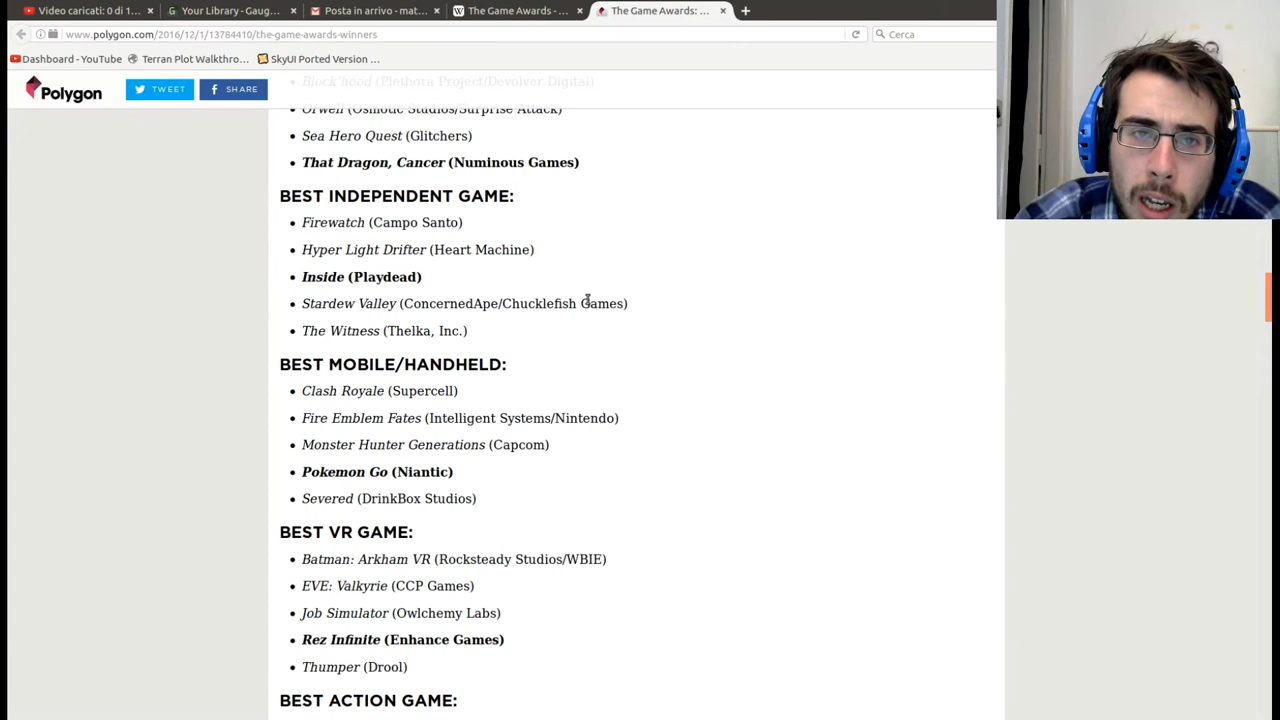 Video caricati: 0 di 1... Your Library - Gaug... Posta in arrivo - mat... The Game Awards - ... The Game Awards: ...
www.polygon.com/2016/12/1/13784410/the-game-awards-winners Cerca
Dashboard - YouTube Terran Plot Walkthro... SkyUI Ported Version ...
Polygon TWEET SHARE
Block'hood (Plethora Project/Devolver Digital)
Orwell (Osmotic Studios/Surprise Attack)
Sea Hero Quest (Glitchers)
That Dragon, Cancer (Numinous Games)
BEST INDEPENDENT GAME:
Firewatch (Campo Santo)
Hyper Light Drifter (Heart Machine)
Inside (Playdead)
Stardew Valley (ConcernedApe/Chucklefish Games)
The Witness (Thelka, Inc.)
BEST MOBILE/HANDHELD:
Clash Royale (Supercell)
Fire Emblem Fates (Intelligent Systems/Nintendo)
Monster Hunter Generations (Capcom)
Pokemon Go (Niantic)
Severed (DrinkBox Studios)
BEST VR GAME:
Batman: Arkham VR (Rocksteady Studios/WBIE)
EVE: Valkyrie (CCP Games)
Job Simulator (Owlchemy Labs)
Rez Infinite (Enhance Games)
Thumper (Drool)
BEST ACTION GAME: